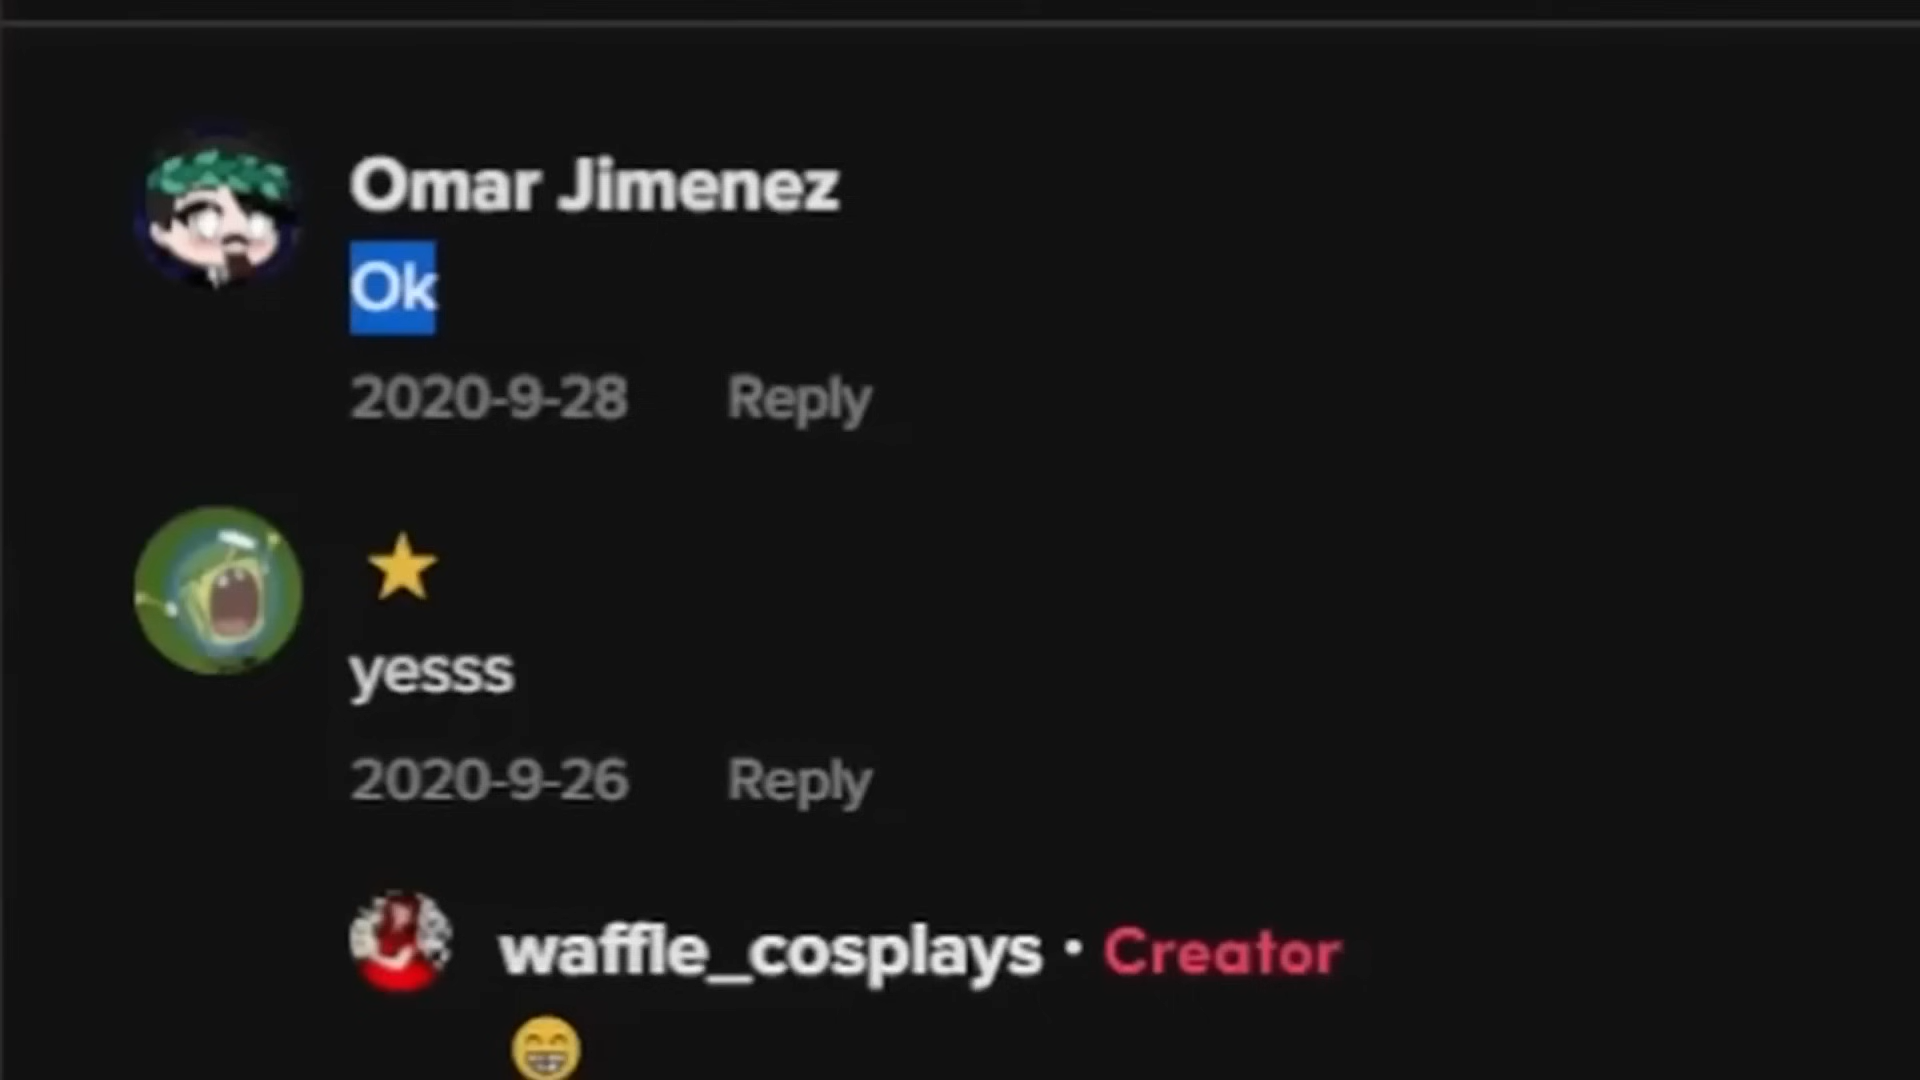 Omar Jimenez
Ok
2020-9-28 Reply
⭐
yesss
2020-9-26 Reply
waffle_cosplays · Creator
😁